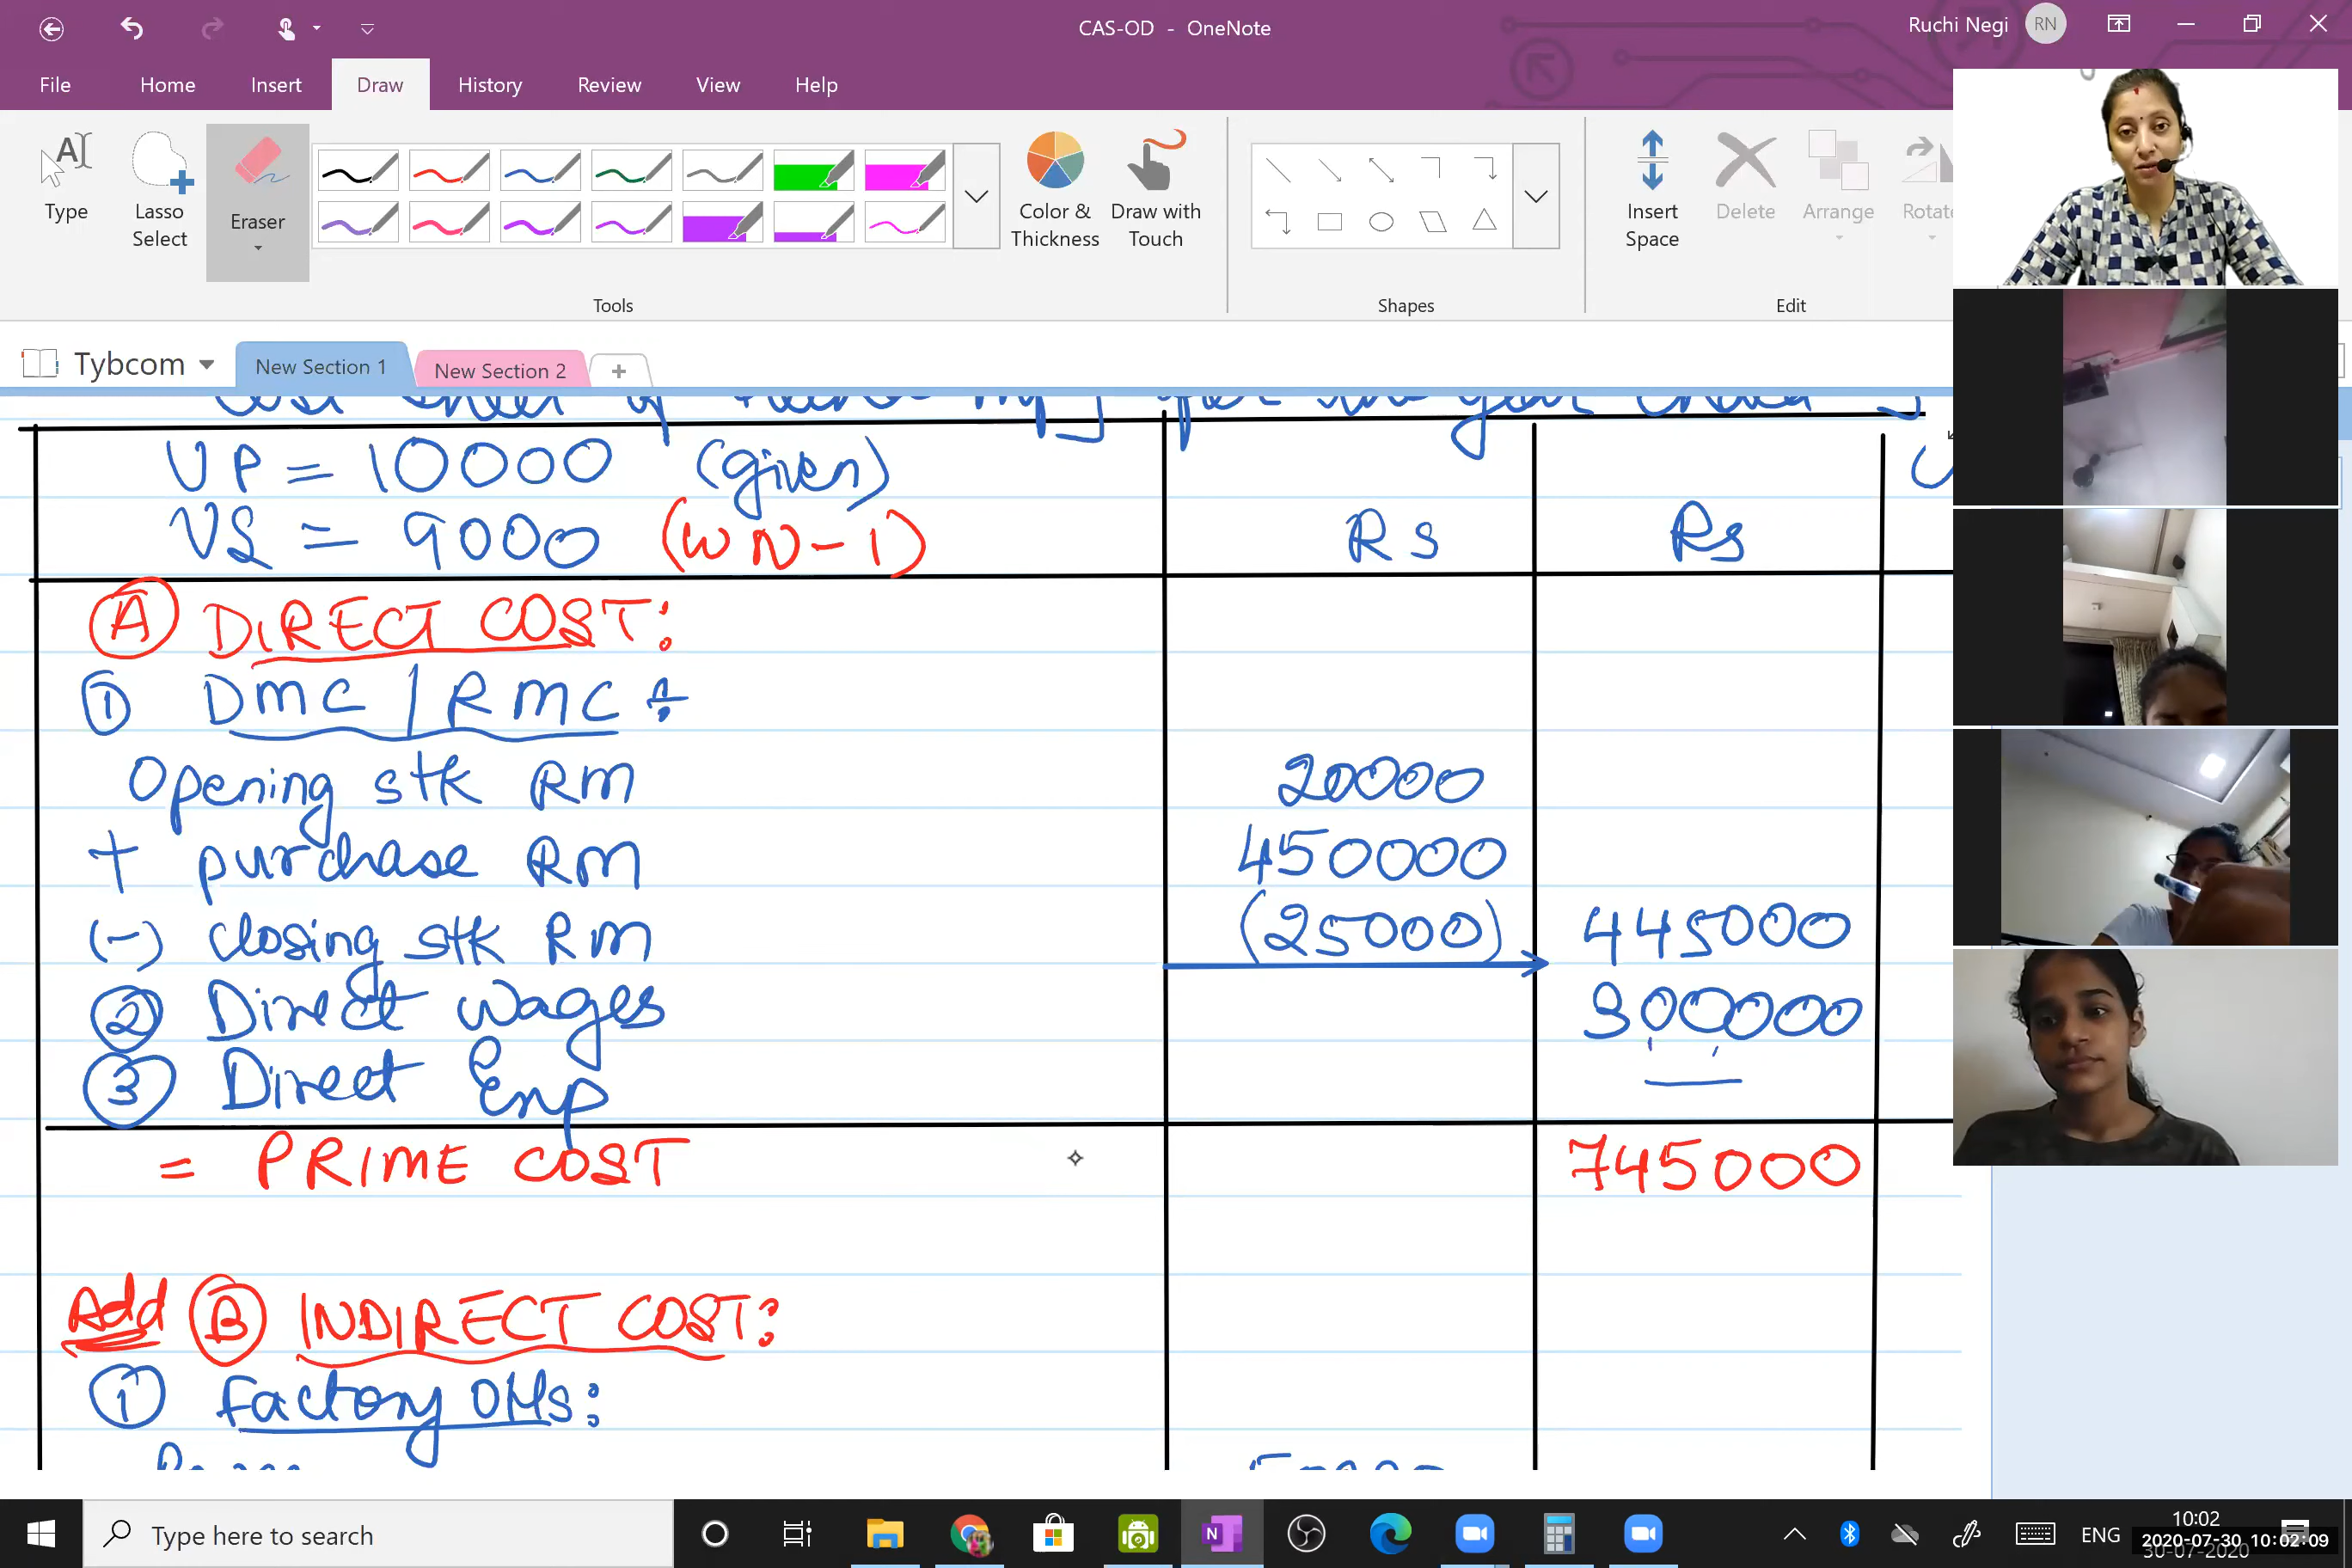 CAS-OD - OneNote
Ruchi Negi RN
File Home Insert Draw History Review View Help
Type
Lasso Select
Eraser
Color & Thickness
Draw with Touch
Insert Space
Delete
Arrange
Rotate
Tools
Shapes
Edit
Tybcom
New Section 1
New Section 2
+
UP = 10000 (given)
US = 9000 (WN-1) Rs Rs
A DIRECT COST:
1 DMC | RMC :
Opening stk RM 20000
+ purchase RM 450000
(-) closing stk RM (25000) 445000
2 Direct wages 300000
3 Direct Exp —
= PRIME COST 745000
Add B INDIRECT COST:
1 Factory OHs:
Type here to search
ENG
10:02
30-07-2020
2020-07-30 10:02:09